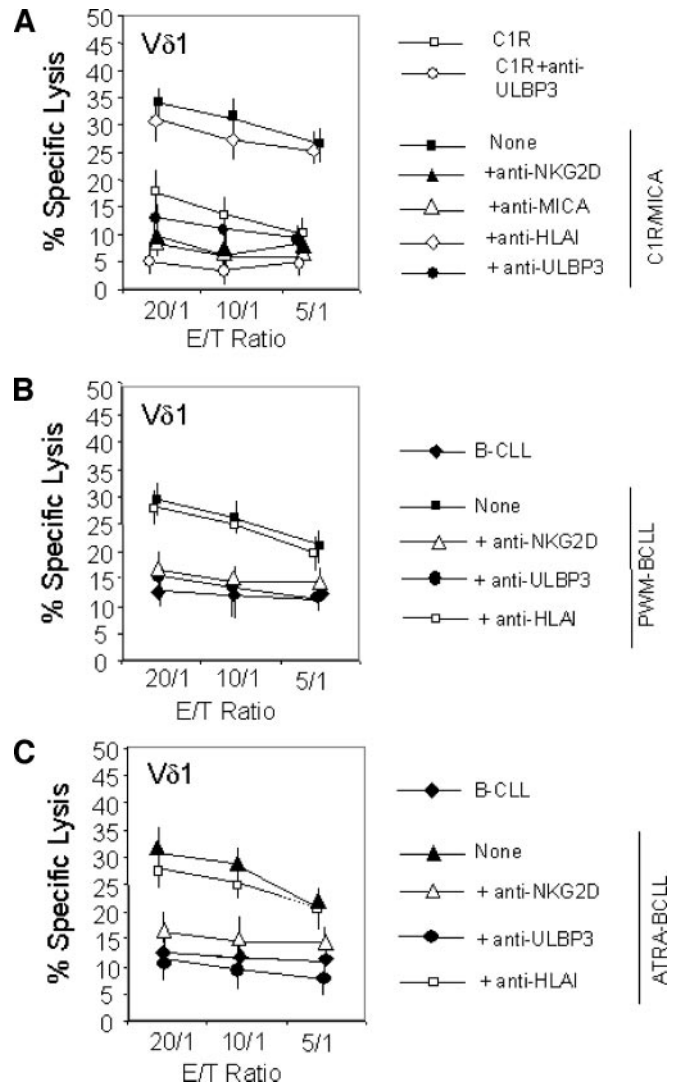 A
Vδ1
% Specific Lysis
50
45
40
35
30
25
20
15
10
5
0
20/1 10/1 5/1
E/T Ratio
C1R
C1R+anti-
ULBP3
None
+anti-NKG2D
+anti-MICA
+anti-HLAI
+ anti-ULBP3
C1R/MICA
B
Vδ1
% Specific Lysis
50
45
40
35
30
25
20
15
10
5
0
20/1 10/1 5/1
E/T Ratio
B-CLL
None
+ anti-NKG2D
+ anti-ULBP3
+ anti-HLAI
PWM-BCLL
C
Vδ1
% Specific Lysis
50
45
40
35
30
25
20
15
10
5
0
20/1 10/1 5/1
E/T Ratio
B-CLL
None
+ anti-NKG2D
+ anti-ULBP3
+ anti-HLAI
ATRA-BCLL